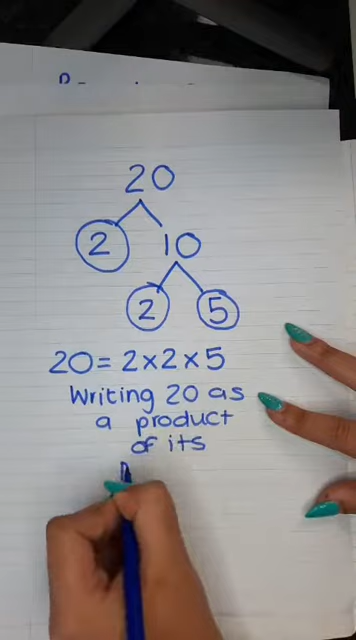 20
2 10
2 5
20 = 2 × 2 × 5
Writing 20 as
a product
of its